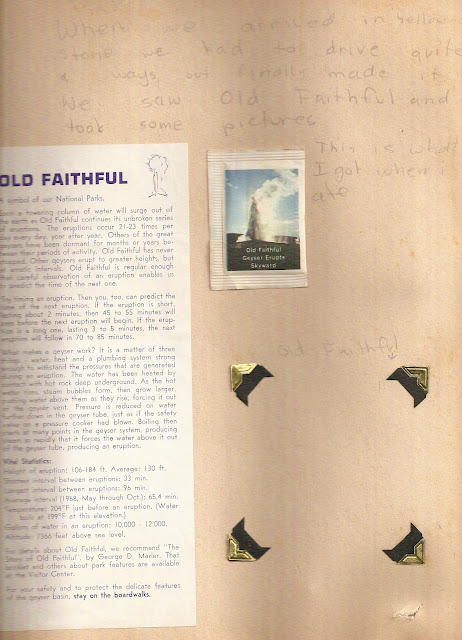 When we arrived in Yellow
stone we had to drive quite
a ways, but finally made it
We saw Old Faithful and
took some pictures
This is what
I got when I
ate
Old Faithful
Geyser Erupts
Skyward
Old Faithful
OLD FAITHFUL
A symbol of our National Parks.
Soon a towering column of water will surge out of
the earth as Old Faithful continues its unbroken series
of eruptions. The eruptions occur 21-23 times per
day every day, year after year. Others of the great
geysers have been dormant for months or years be-
tween their periods of activity. Old Faithful has never
missed. Other geysers erupt to greater heights, but
at erratic intervals. Old Faithful is regular enough
that careful observation of an eruption enables us
to predict the time of the next one.
Try timing an eruption. Then you, too, can predict the
time of the next eruption. If the eruption is short,
lasting about 2 minutes, then 45 to 55 minutes will
pass before the next eruption will begin. If the erup-
tion is a long one, lasting 3 to 5 minutes, the next
eruption will follow in 70 to 85 minutes.
What makes a geyser work? It is a matter of three
things - water, heat and a plumbing system strong
enough to withstand the pressures that are generated
during an eruption. The water has been heated by
contact with hot rock deep underground. As the hot
water rises, steam bubbles form, then grow larger,
pushing water above them as they rise, forcing it out
of the geyser vent. Pressure is reduced on water
lower down in the geyser tube, just as if the safety
valve on a pressure cooker had blown. Boiling then
occurs at many points in the geyser system, producing
steam so rapidly that it forces the water above it out
of the geyser tube, producing an eruption.
Vital Statistics:
Height of eruption: 106-184 ft. Average: 130 ft.
Shortest interval between eruptions: 33 min.
Longest interval between eruptions: 96 min.
Average interval (1968, May through Oct.): 65.4 min.
Temperature: 204°F just before an eruption. (Water
boils at 199°F at this elevation.)
Gallons of water in an eruption: 10,000 - 12,000.
Altitude: 7366 feet above sea level.
For details about Old Faithful, we recommend "The
Story of Old Faithful", by George D. Marler. That
booklet and others about park features are available
at the Visitor Center.
For your safety and to protect the delicate features
of the geyser basin, stay on the boardwalks.